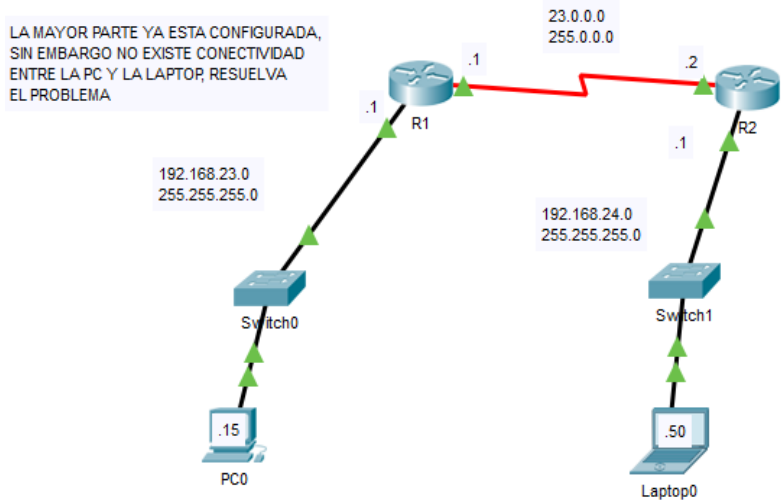 LA MAYOR PARTE YA ESTA CONFIGURADA,
SIN EMBARGO NO EXISTE CONECTIVIDAD
ENTRE LA PC Y LA LAPTOP, RESUELVA
EL PROBLEMA
23.0.0.0
255.0.0.0
.1
.2
.1
R1
R2
.1
192.168.23.0
255.255.255.0
192.168.24.0
255.255.255.0
Switch0
Switch1
.15
.50
PC0
Laptop0